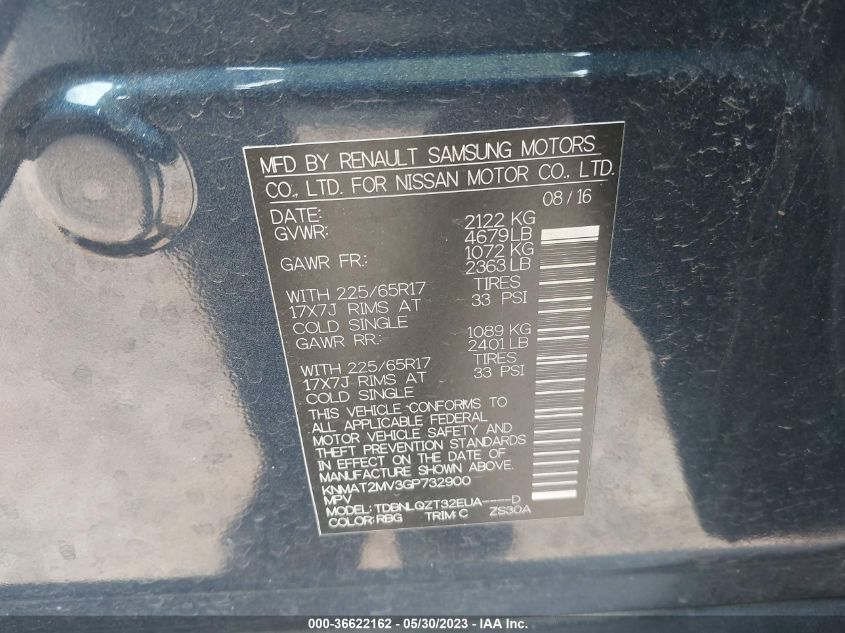 MFD BY RENAULT SAMSUNG MOTORS
CO., LTD. FOR NISSAN MOTOR CO., LTD.
08/16
DATE:
GVWR: 2122 KG
4679LB
GAWR FR.: 1072 KG
2363 LB
WITH 225/65R17 TIRES
17X7J RIMS AT 33 PSI
COLD SINGLE
GAWR RR.: 1089 KG
2401 LB
WITH 225/65R17 TIRES
17X7J RIMS AT 33 PSI
COLD SINGLE
THIS VEHICLE CONFORMS TO
ALL APPLICABLE FEDERAL
MOTOR VEHICLE SAFETY AND
THEFT PREVENTION STANDARDS
IN EFFECT ON THE DATE OF
MANUFACTURE SHOWN ABOVE.
KNMAT2MV3GP732900
MPV
MODEL: TDBNLQZT32EUA----D
COLOR:RBG TRIM:C ZS30A
000-36622162 - 05/30/2023 - IAA Inc.